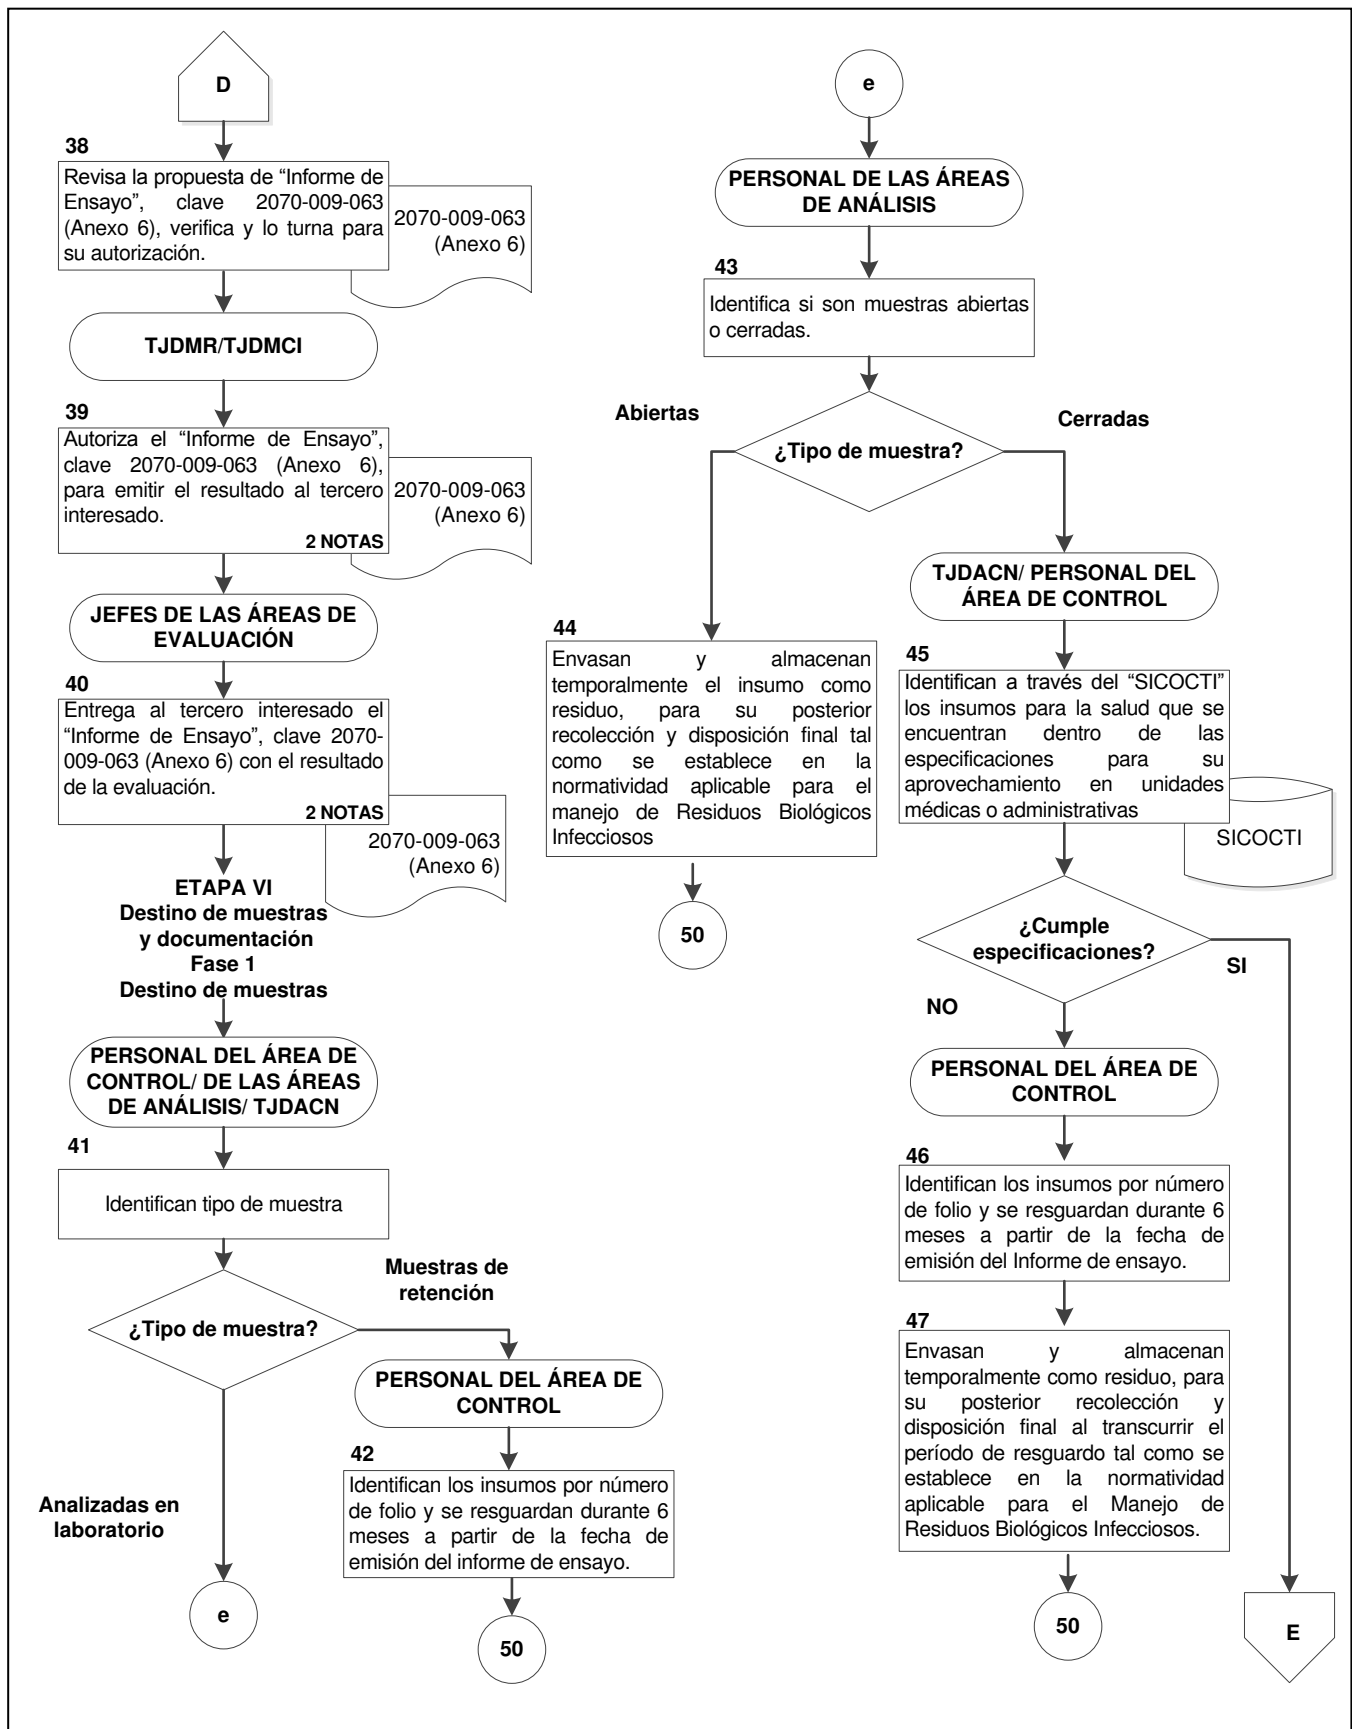 D
38
Revisa la propuesta de “Informe de
Ensayo”, clave 2070-009-063
(Anexo 6), verifica y lo turna para
su autorización.
2070-009-063
(Anexo 6)
TJDMR/TJDMCI
39
Autoriza el “Informe de Ensayo”,
clave 2070-009-063 (Anexo 6),
para emitir el resultado al tercero
interesado.
2 NOTAS
2070-009-063
(Anexo 6)
JEFES DE LAS ÁREAS DE
EVALUACIÓN
40
Entrega al tercero interesado el
“Informe de Ensayo”, clave 2070-
009-063 (Anexo 6) con el resultado
de la evaluación.
2 NOTAS
2070-009-063
(Anexo 6)
ETAPA VI
Destino de muestras
y documentación
Fase 1
Destino de muestras
PERSONAL DEL ÁREA DE
CONTROL/ DE LAS ÁREAS
DE ANÁLISIS/ TJDACN
41
Identifican tipo de muestra
¿Tipo de muestra?
Muestras de
retención
PERSONAL DEL ÁREA DE
CONTROL
42
Identifican los insumos por número
de folio y se resguardan durante 6
meses a partir de la fecha de
emisión del informe de ensayo.
50
Analizadas en
laboratorio
e
e
PERSONAL DE LAS ÁREAS
DE ANÁLISIS
43
Identifica si son muestras abiertas
o cerradas.
¿Tipo de muestra?
Abiertas
Cerradas
44
Envasan y almacenan
temporalmente el insumo como
residuo, para su posterior
recolección y disposición final tal
como se establece en la
normatividad aplicable para el
manejo de Residuos Biológicos
Infecciosos
50
TJDACN/ PERSONAL DEL
ÁREA DE CONTROL
45
Identifican a través del “SICOCTI”
los insumos para la salud que se
encuentran dentro de las
especificaciones para su
aprovechamiento en unidades
médicas o administrativas
SICOCTI
¿Cumple
especificaciones?
SI
NO
PERSONAL DEL ÁREA DE
CONTROL
46
Identifican los insumos por número
de folio y se resguardan durante 6
meses a partir de la fecha de
emisión del Informe de ensayo.
47
Envasan y almacenan
temporalmente como residuo, para
su posterior recolección y
disposición final al transcurrir el
período de resguardo tal como se
establece en la normatividad
aplicable para el Manejo de
Residuos Biológicos Infecciosos.
50
E